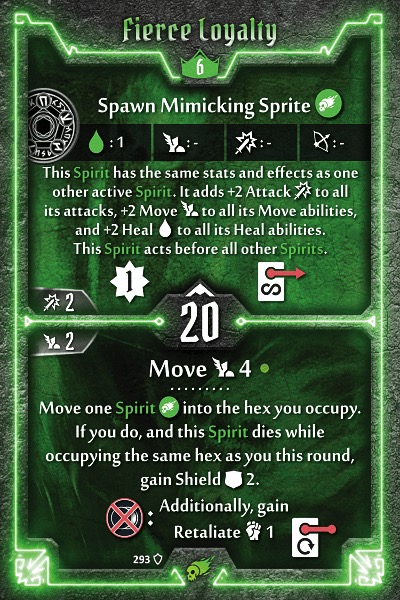 Fierce Loyalty
6
Spawn Mimicking Sprite
:1 :- :- :-
This Spirit has the same stats and effects as one
other active Spirit. It adds +2 Attack to all
its attacks, +2 Move to all its Move abilities,
and +2 Heal to all its Heal abilities.
This Spirit acts before all other Spirits.
1
2
20
2
Move 4
Move one Spirit into the hex you occupy.
If you do, and this Spirit dies while
occupying the same hex as you this round,
gain Shield 2.
: Additionally, gain
Retaliate 1
293